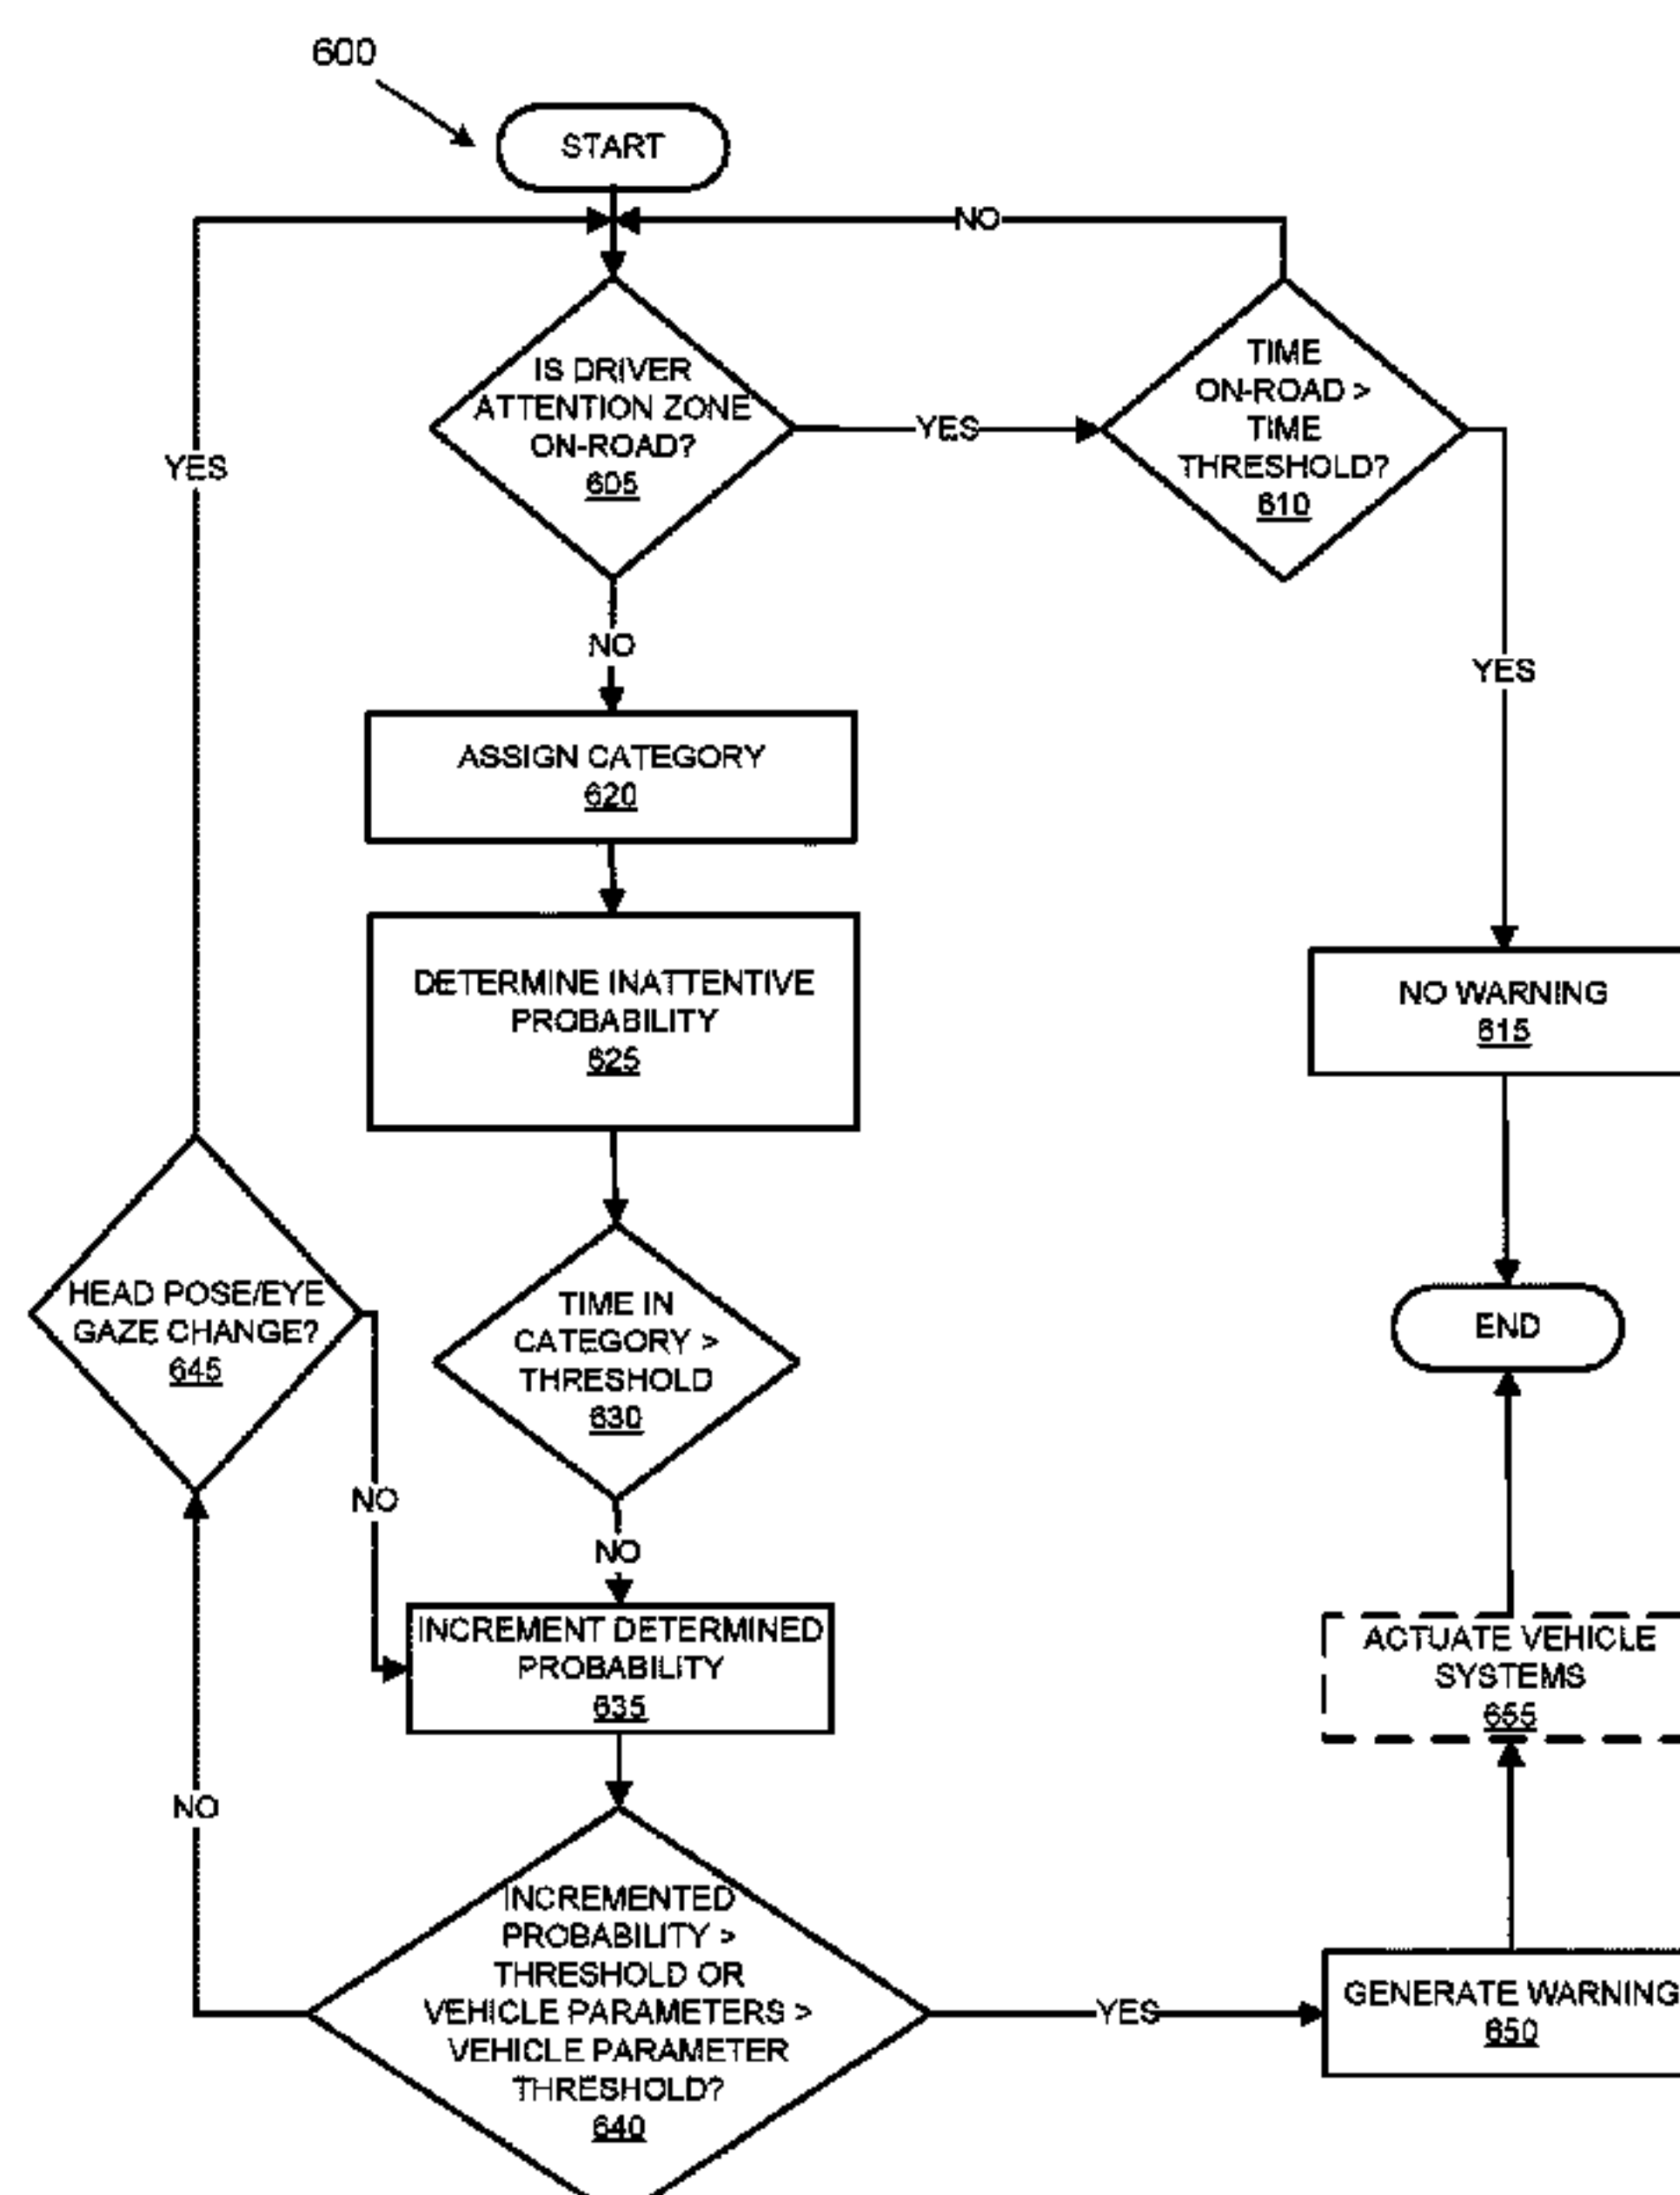 600
START
NO
IS DRIVER
ATTENTION ZONE
ON-ROAD?
605
YES
TIME
ON-ROAD >
TIME
THRESHOLD?
610
YES
NO
YES
ASSIGN CATEGORY
620
DETERMINE INATTENTIVE
PROBABILITY
625
NO WARNING
615
HEAD POSE/EYE
GAZE CHANGE?
645
TIME IN
CATEGORY >
THRESHOLD
630
END
NO
NO
INCREMENT DETERMINED
PROBABILITY
635
ACTUATE VEHICLE
SYSTEMS
655
NO
INCREMENTED
PROBABILITY >
THRESHOLD OR
VEHICLE PARAMETERS >
VEHICLE PARAMETER
THRESHOLD?
640
YES
GENERATE WARNING
650